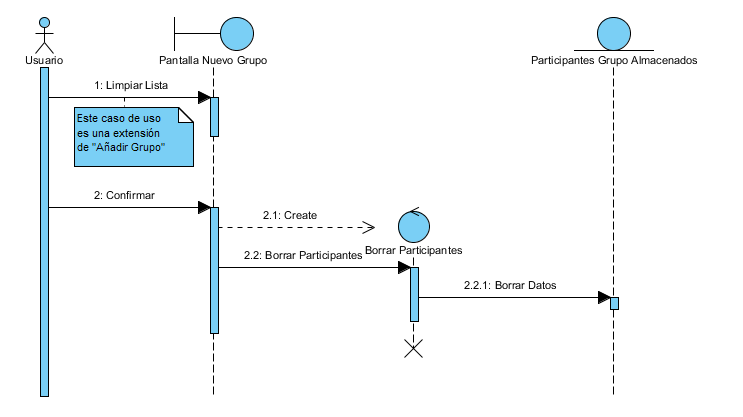 Usuario
Pantalla Nuevo Grupo
Participantes Grupo Almacenados
1: Limpiar Lista
Este caso de uso
es una extensión
de "Añadir Grupo"
2: Confirmar
2.1: Create
Borrar Participantes
2.2: Borrar Participantes
2.2.1: Borrar Datos